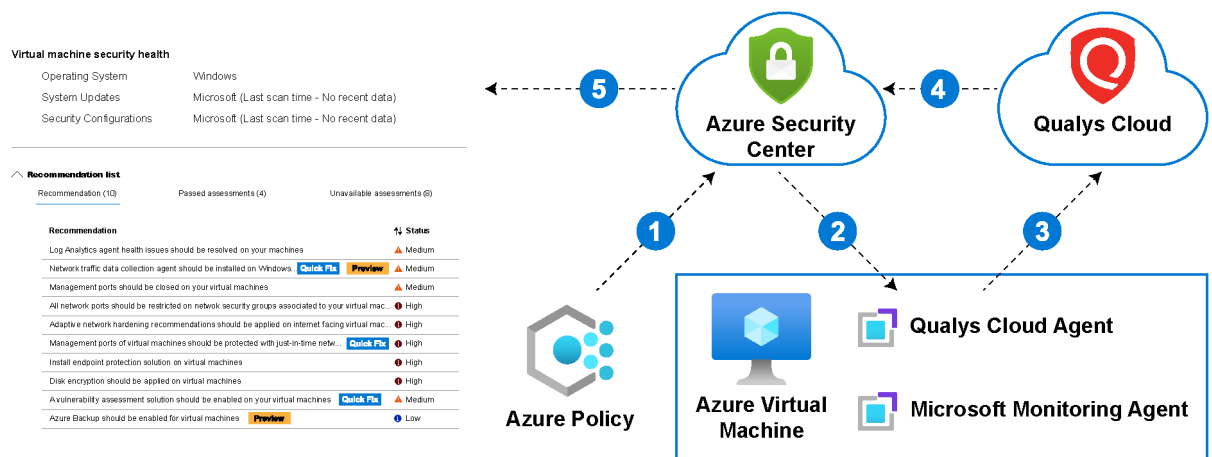 Virtual machine security health
Operating System Windows
System Updates Microsoft (Last scan time - No recent data)
Security Configurations Microsoft (Last scan time - No recent data)
Recommendation list
Recommendation (10) Passed assessments (4) Unavailable assessments (8)
Recommendation Status
Log Analytics agent health issues should be resolved on your machines Medium
Network traffic data collection agent should be installed on Windows... Quick Fix Preview Medium
Management ports should be closed on your virtual machines Medium
All network ports should be restricted on netwok security groups associated to your virtual mac... High
Adaptive network hardening recommendations should be applied on internet facing virtual mac... High
Management ports of virtual machines should be protected with just-in-time netw... Quick Fix High
Install endpoint protection solution on virtual machines High
Disk encryption should be applied on virtual machines High
A vulnerability assessment solution should be enabled on your virtual machines Quick Fix Medium
Azure Backup should be enabled for virtual machines Preview Low
5
Azure Security
Center
4
Qualys Cloud
1
2
3
Azure Policy
Azure Virtual
Machine
Qualys Cloud Agent
Microsoft Monitoring Agent